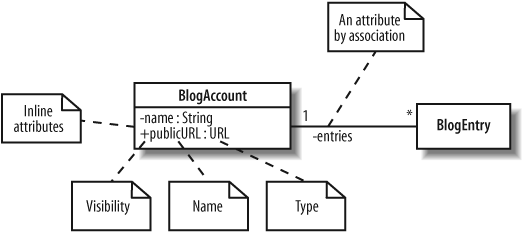 An attribute
by association
BlogAccount
Inline
attributes
-name : String
+publicURL : URL
1
*
-entries
BlogEntry
Visibility
Name
Type